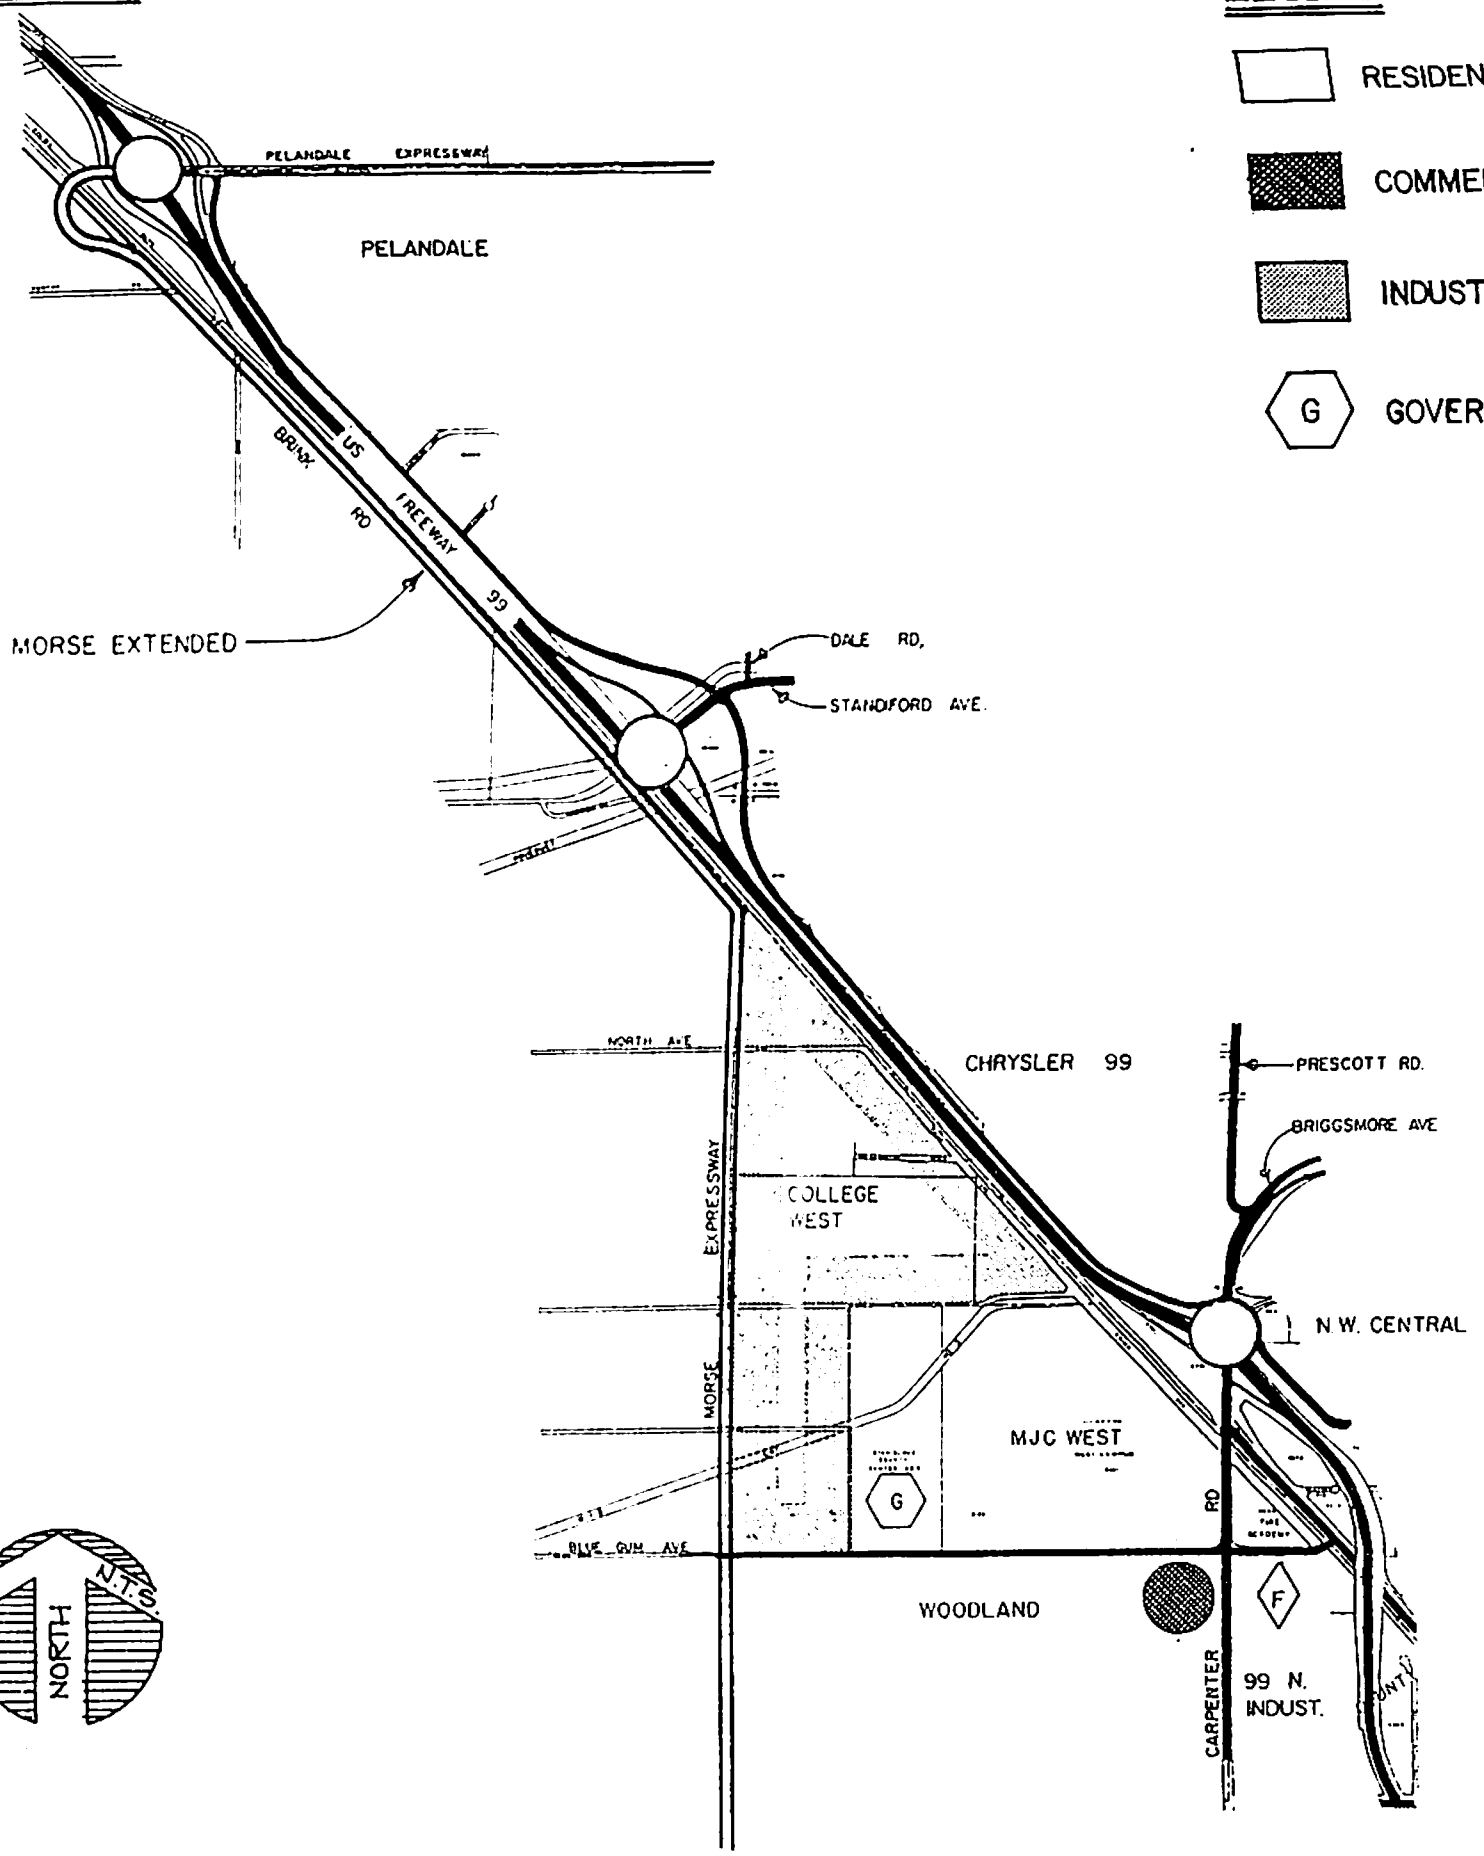 RESIDEN
PELANDALE EXPRESSWAY
COMME
PELANDALE
INDUST
G GOVER
US
BRINK
RD
FREEWAY
99
MORSE EXTENDED
DALE RD.
STANDIFORD AVE.
NORTH AVE
CHRYSLER 99
PRESCOTT RD.
BRIGGSMORE AVE
EXPRESSWAY
COLLEGE
WEST
N.W. CENTRAL
MORSE
MJC WEST
G
RD
FIRE
ACADEMY
BLUE GUM AVE
N.T.S.
NORTH
WOODLAND
F
CARPENTER
99 N.
INDUST.